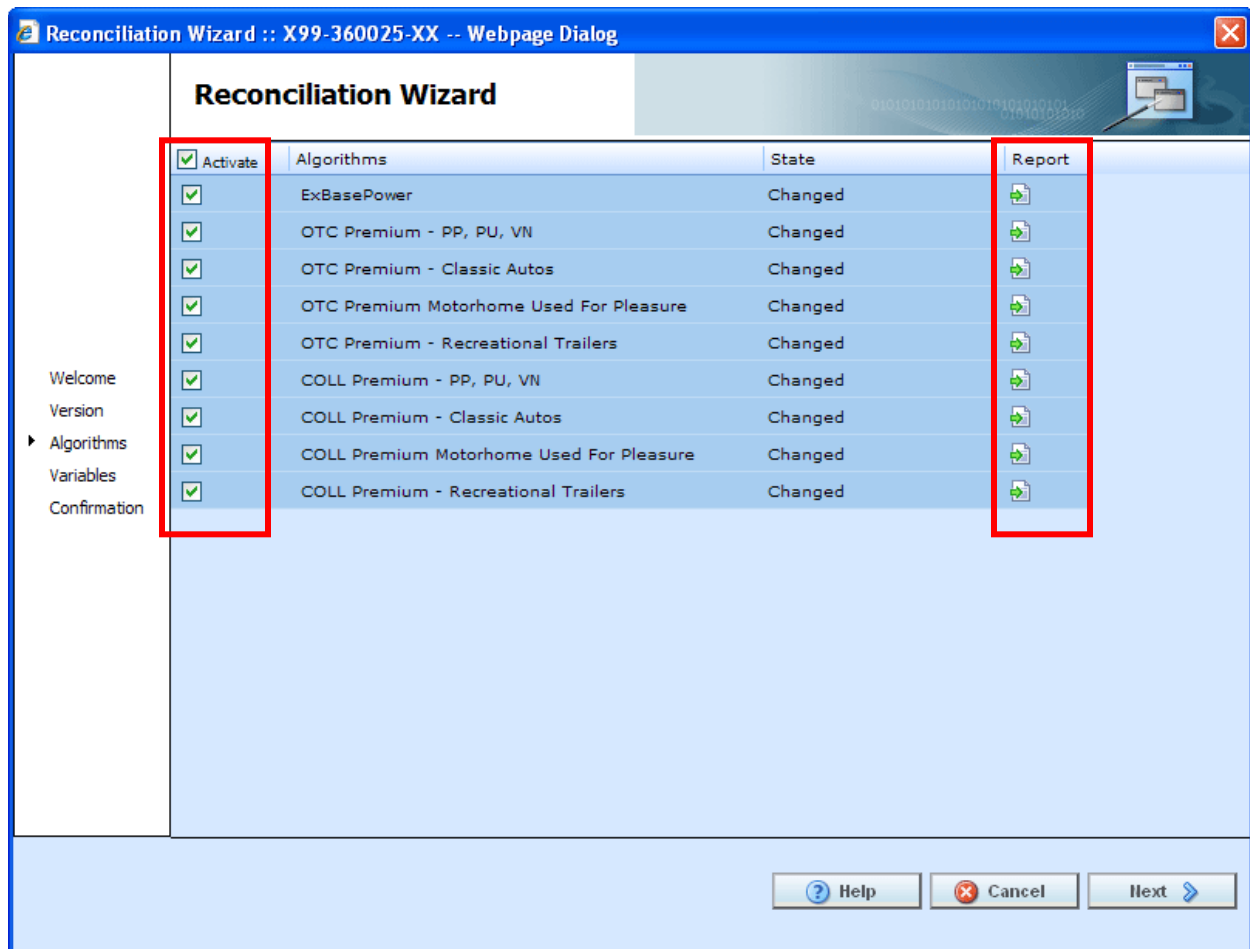 Reconciliation Wizard :: X99-360025-XX -- Webpage Dialog
Reconciliation Wizard
Activate Algorithms State Report
ExBasePower Changed
OTC Premium - PP, PU, VN Changed
OTC Premium - Classic Autos Changed
OTC Premium Motorhome Used For Pleasure Changed
OTC Premium - Recreational Trailers Changed
COLL Premium - PP, PU, VN Changed
COLL Premium - Classic Autos Changed
COLL Premium Motorhome Used For Pleasure Changed
COLL Premium - Recreational Trailers Changed
Welcome
Version
Algorithms
Variables
Confirmation
Help Cancel Next